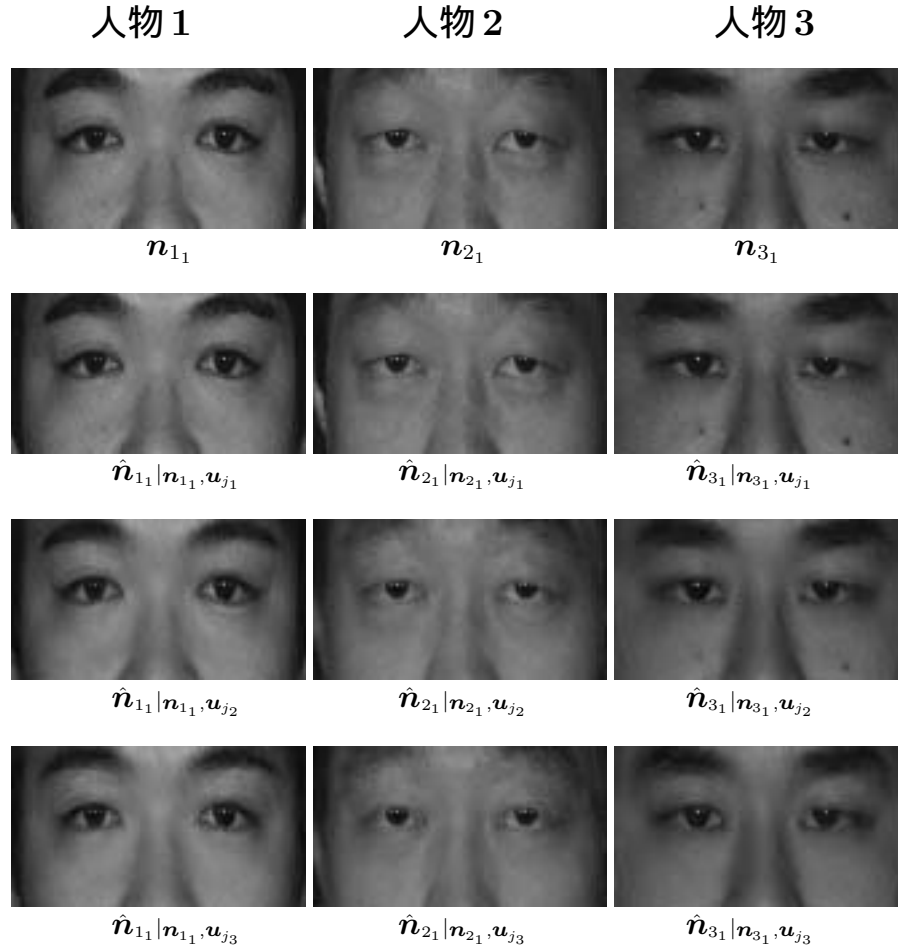 人物 1 人物 2 人物 3
n_{1_1} n_{2_1} n_{3_1}
n̂_{1_1|n_{1_1},u_{j_1}} n̂_{2_1|n_{2_1},u_{j_1}} n̂_{3_1|n_{3_1},u_{j_1}}
n̂_{1_1|n_{1_1},u_{j_2}} n̂_{2_1|n_{2_1},u_{j_2}} n̂_{3_1|n_{3_1},u_{j_2}}
n̂_{1_1|n_{1_1},u_{j_3}} n̂_{2_1|n_{2_1},u_{j_3}} n̂_{3_1|n_{3_1},u_{j_3}}